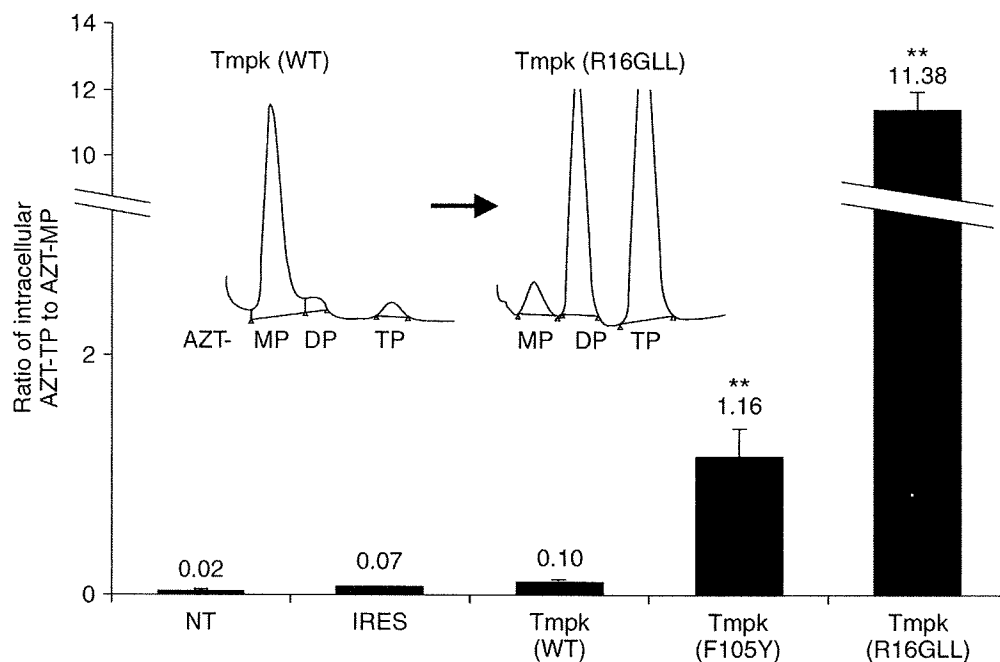 14
12
10
2
0
Ratio of intracellular
AZT-TP to AZT-MP
Tmpk (WT)
Tmpk (R16GLL)
AZT- MP DP TP
MP DP TP
0.02
0.07
0.10
**
1.16
**
11.38
NT
IRES
Tmpk
(WT)
Tmpk
(F105Y)
Tmpk
(R16GLL)